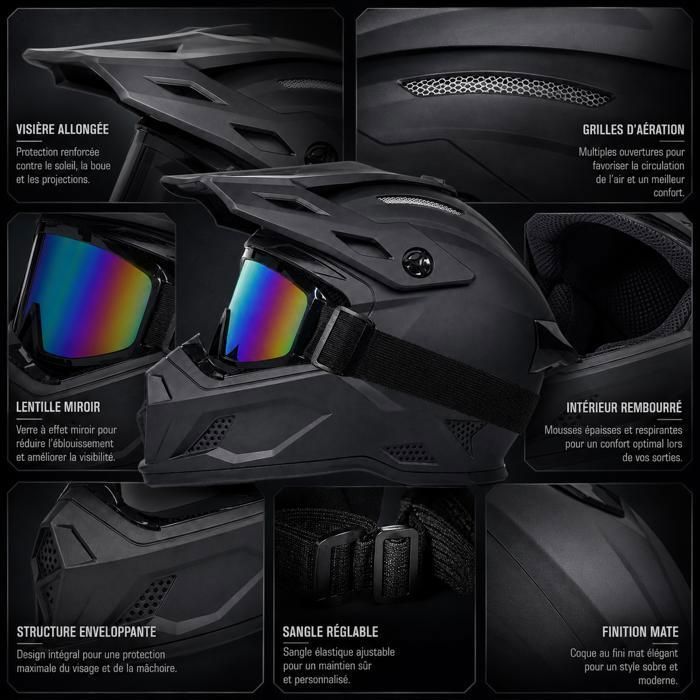 VISIÈRE ALLONGÉE
Protection renforcée
contre le soleil, la boue
et les projections.
GRILLES D'AÉRATION
Multiples ouvertures pour
favoriser la circulation
de l'air et un meilleur
confort.
LENTILLE MIROIR
Verre à effet miroir pour
réduire l'éblouissement
et améliorer la visibilité.
INTÉRIEUR REMBOURRÉ
Mousses épaisses et respirantes
pour un confort optimal lors
de vos sorties.
STRUCTURE ENVELOPPANTE
Design intégral pour une protection
maximale du visage et de la mâchoire.
SANGLE RÉGLABLE
Sangle élastique ajustable
pour un maintien sûr
et personnalisé.
FINITION MATE
Coque au fini mat élégant
pour un style sobre et
moderne.